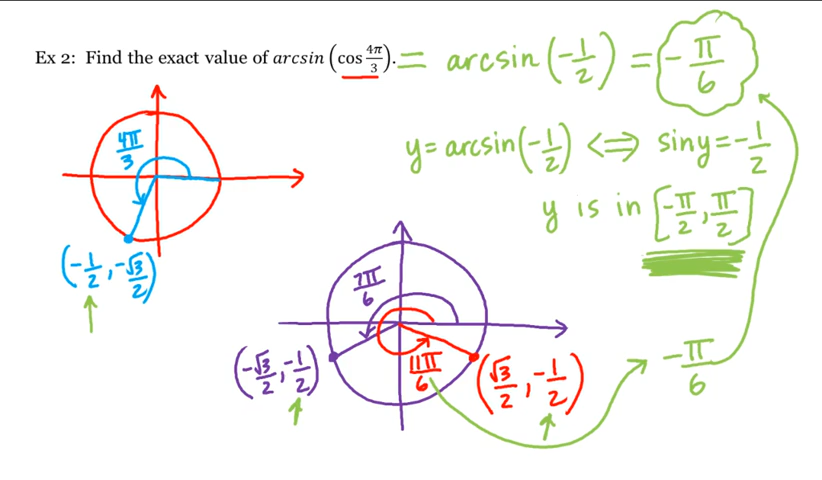 Ex 2: Find the exact value of arcsin (cos 4π/3). = arcsin(-1/2) = -π/6
y = arcsin(-1/2) ⟺ sin y = -1/2
y is in [-π/2, π/2]
4π/3
(-1/2, -√3/2)
7π/6
(-√3/2, -1/2)
11π/6
(√3/2, -1/2)
-π/6